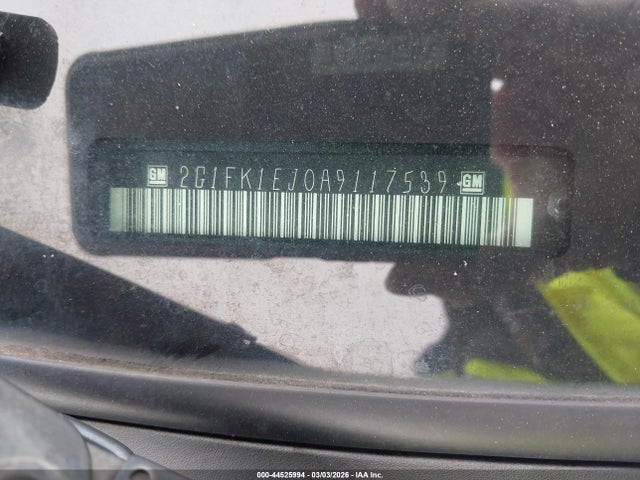 GM 2G1FK1EJ0A9117539 GM
000-44525994 | 03/03/2026 | IAA Inc.